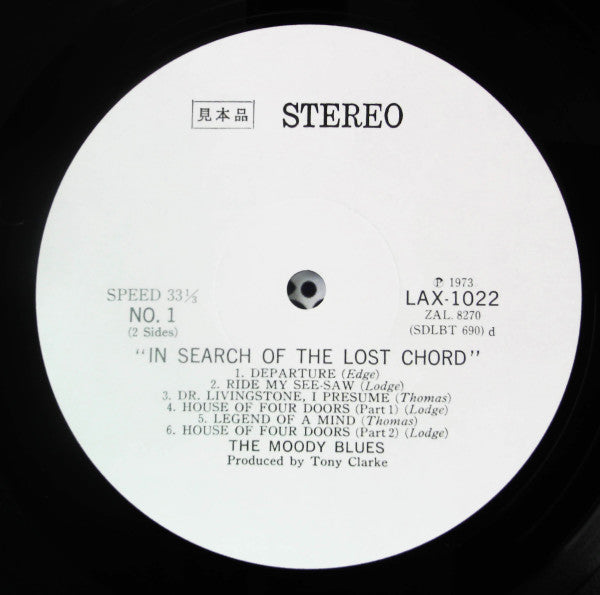 見本品 STEREO
SPEED 33⅓
NO. 1
(2 Sides)
℗ 1973
LAX-1022
ZAL. 8270
(SDLBT 690) d
"IN SEARCH OF THE LOST CHORD"
1. DEPARTURE (Edge)
2. RIDE MY SEE-SAW (Lodge)
3. DR. LIVINGSTONE, I PRESUME (Thomas)
4. HOUSE OF FOUR DOORS (Part 1) (Lodge)
5. LEGEND OF A MIND (Thomas)
6. HOUSE OF FOUR DOORS (Part 2) (Lodge)
THE MOODY BLUES
Produced by Tony Clarke